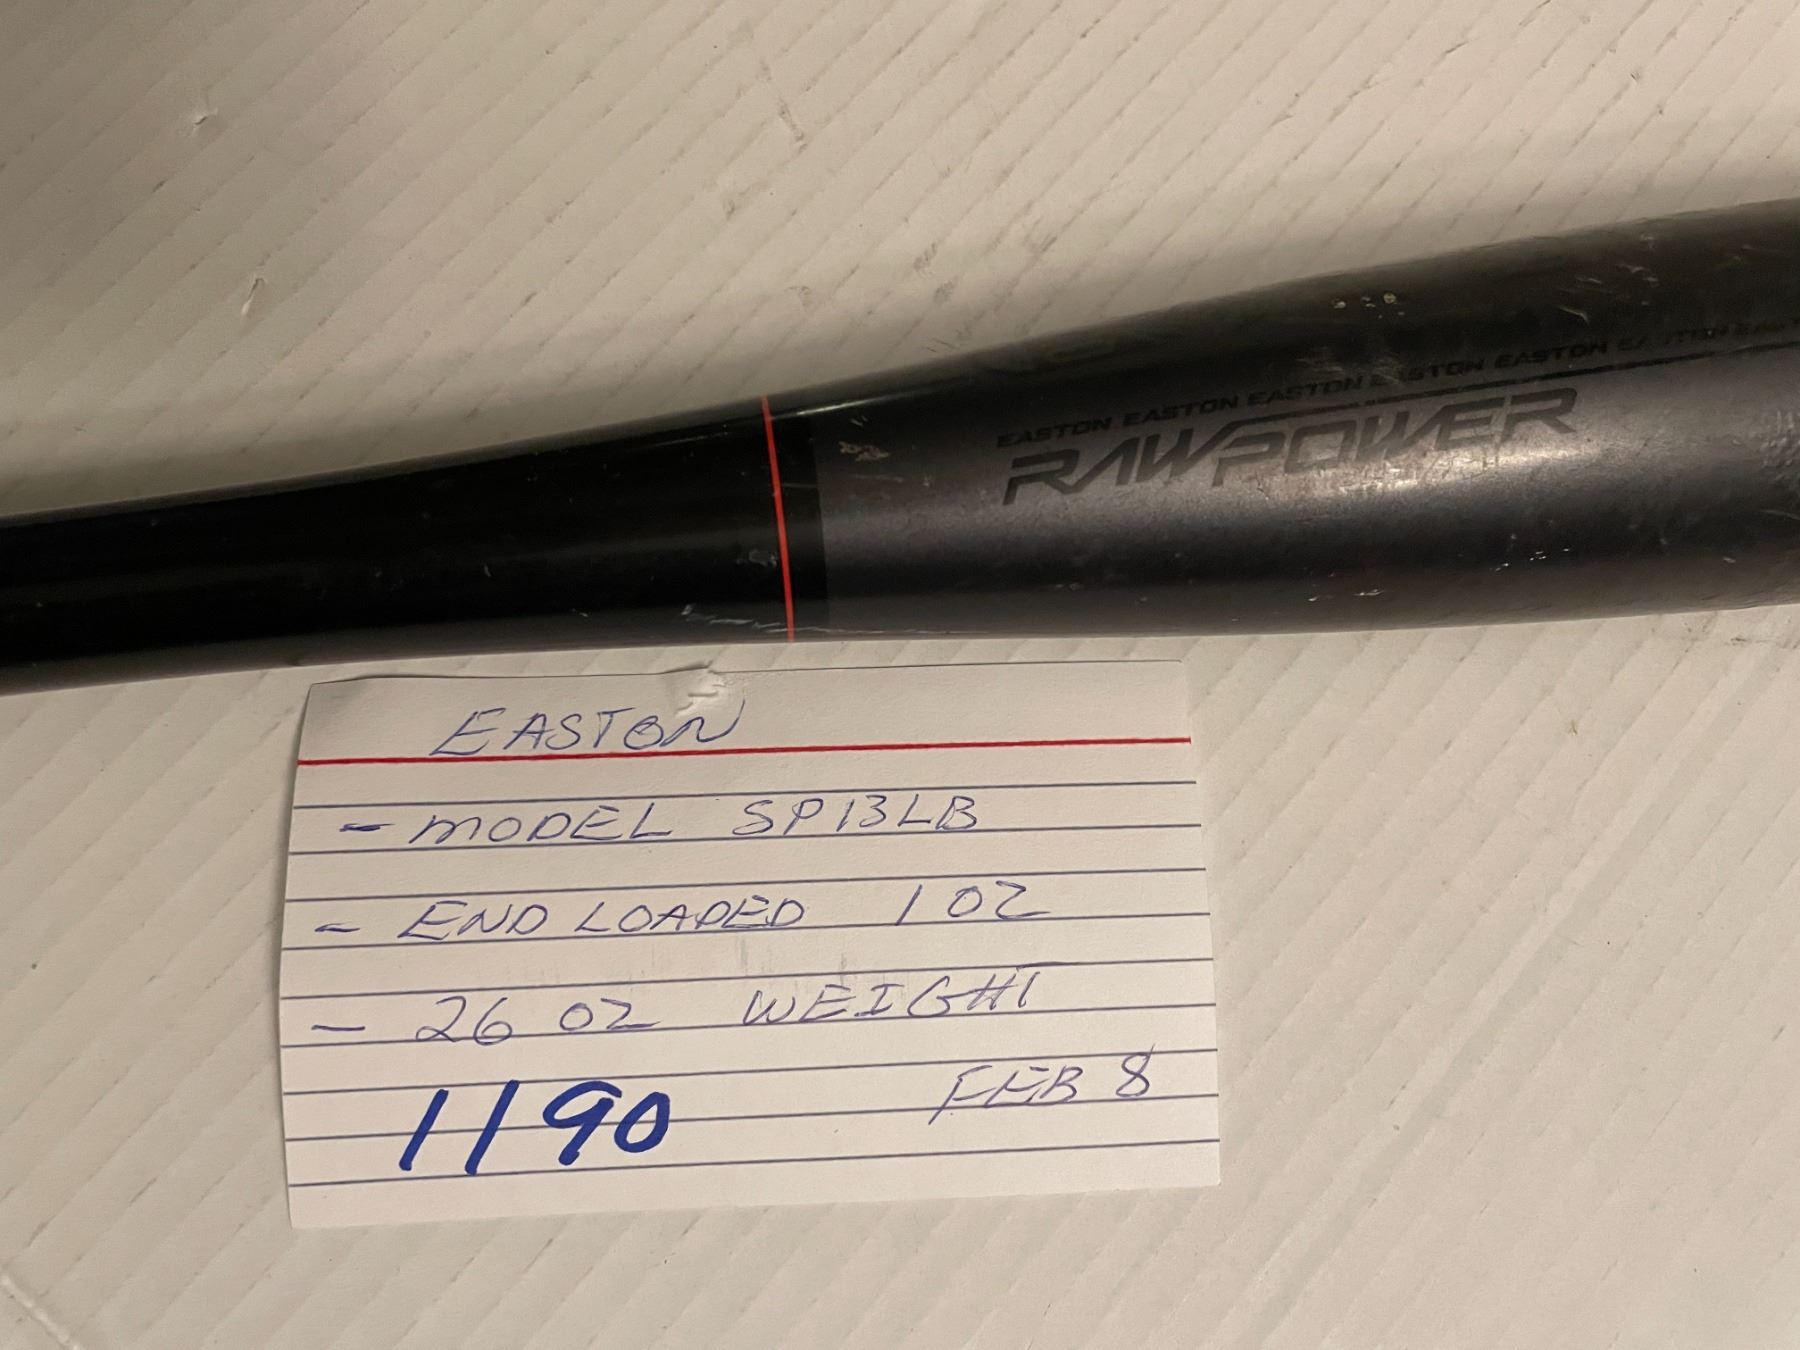 EASTON EASTON EASTON EASTON EASTON EASTON EAS
RAWPOWER
EASTON
- MODEL SP13LB
- END LOADED 1 OZ
- 26 OZ WEIGHT
FEB 8
1190